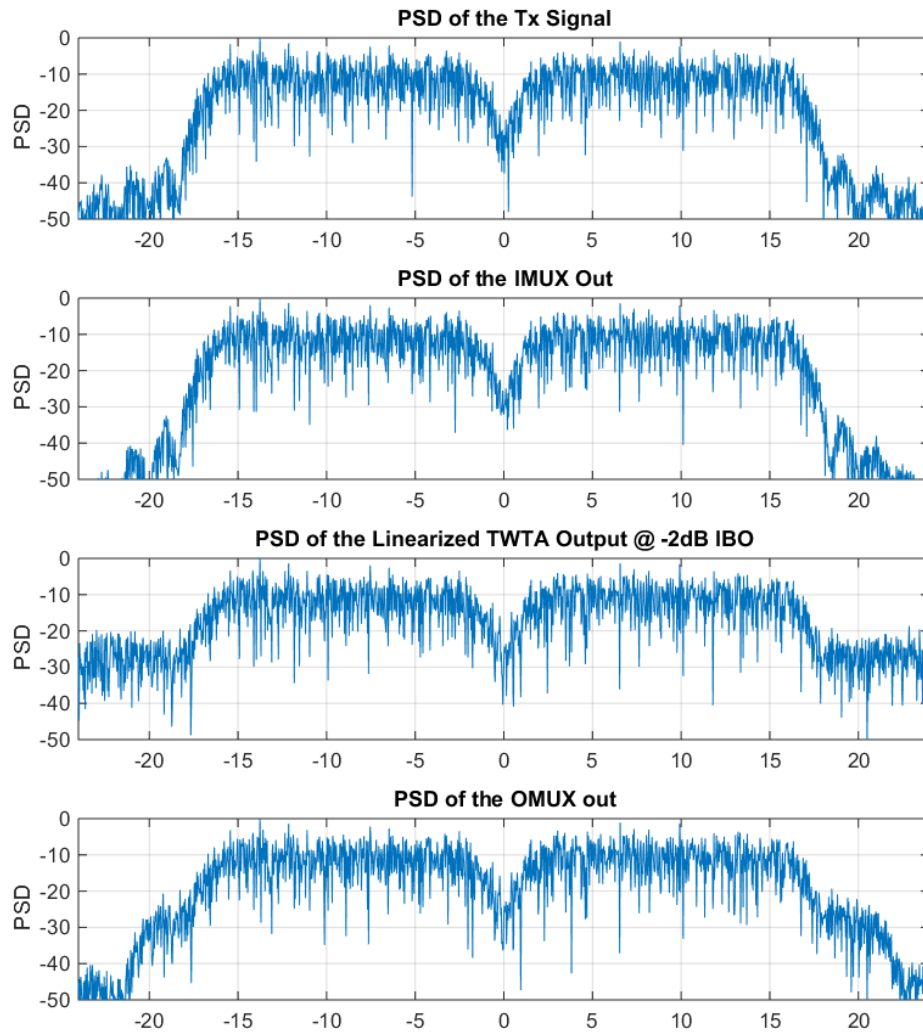 PSD of the Tx Signal
0
-10
-20
-30
-40
-50
PSD
-20 -15 -10 -5 0 5 10 15 20
PSD of the IMUX Out
0
-10
-20
-30
-40
-50
PSD
-20 -15 -10 -5 0 5 10 15 20
PSD of the Linearized TWTA Output @ -2dB IBO
0
-10
-20
-30
-40
-50
PSD
-20 -15 -10 -5 0 5 10 15 20
PSD of the OMUX out
0
-10
-20
-30
-40
-50
PSD
-20 -15 -10 -5 0 5 10 15 20